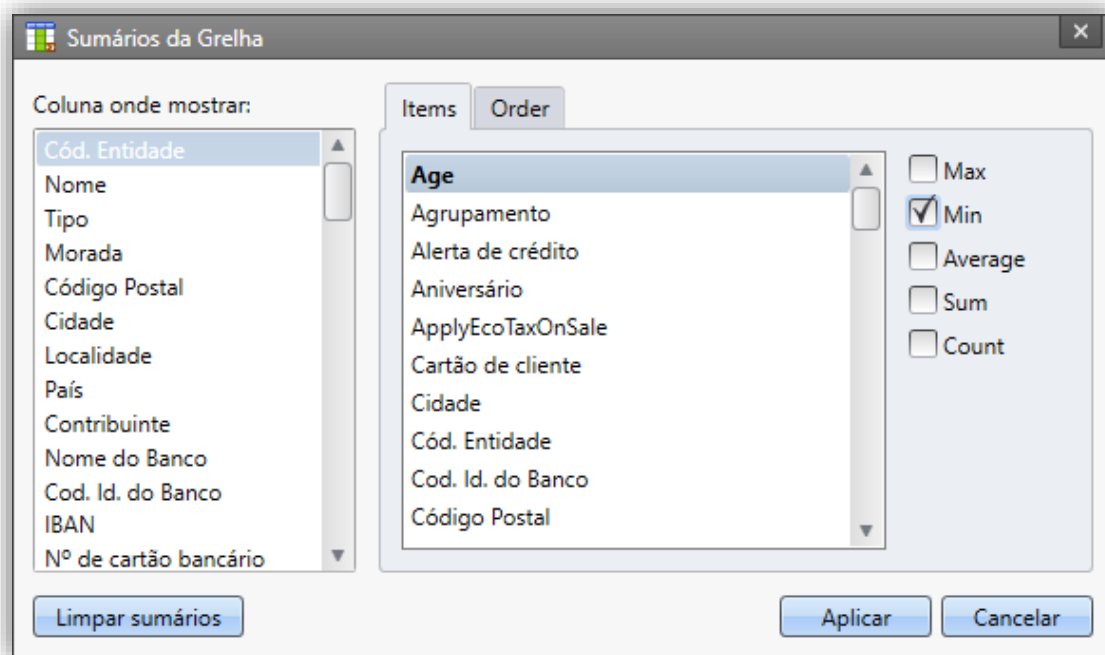 Sumários da Grelha
Coluna onde mostrar:
Cód. Entidade
Nome
Tipo
Morada
Código Postal
Cidade
Localidade
País
Contribuinte
Nome do Banco
Cod. Id. do Banco
IBAN
Nº de cartão bancário
Items
Order
Age
Agrupamento
Alerta de crédito
Aniversário
ApplyEcoTaxOnSale
Cartão de cliente
Cidade
Cód. Entidade
Cod. Id. do Banco
Código Postal
Max
Min
Average
Sum
Count
Limpar sumários
Aplicar
Cancelar